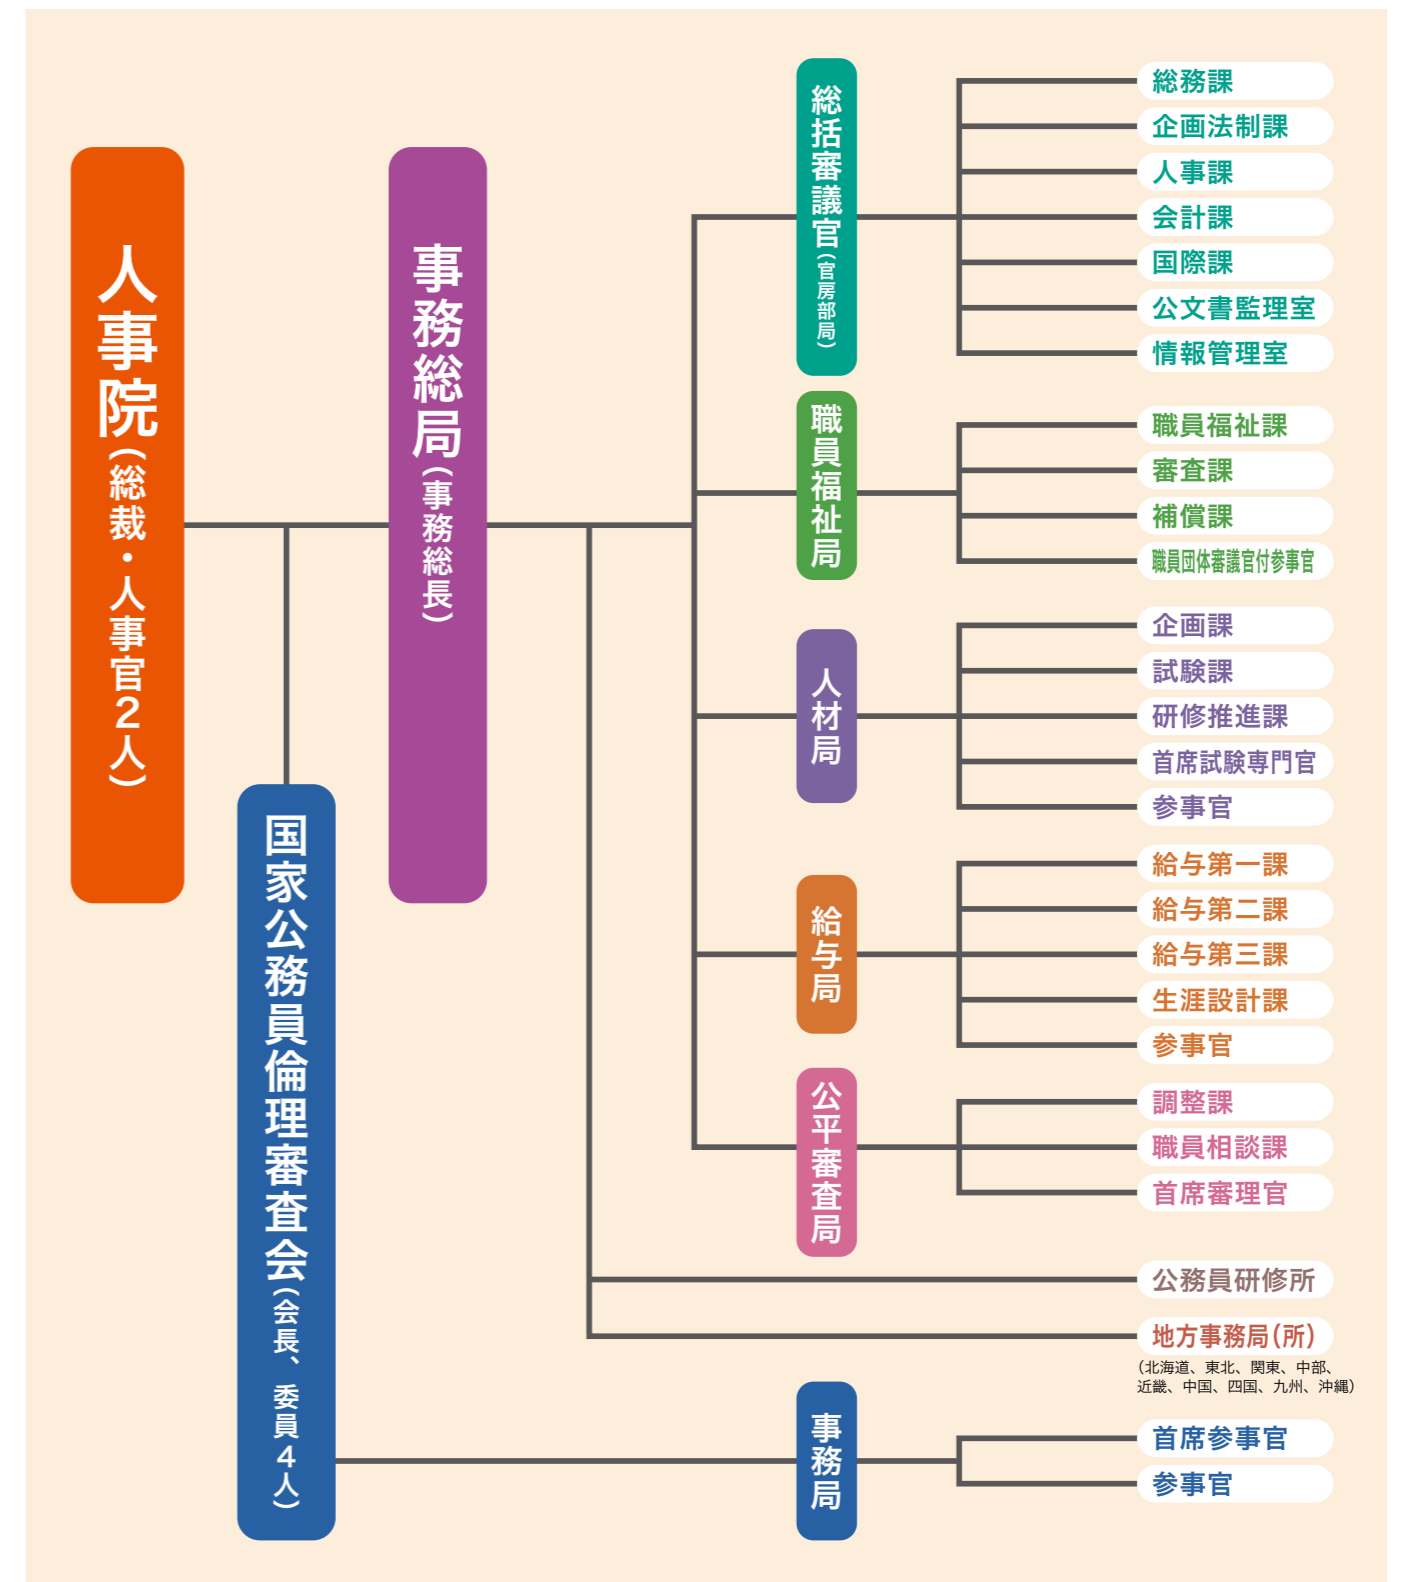 人事院(総裁・人事官2人)
事務総局(事務総長)
国家公務員倫理審査会(会長、委員4人)
総括審議官(官房部局)
総務課
企画法制課
人事課
会計課
国際課
公文書監理室
情報管理室
職員福祉局
職員福祉課
審査課
補償課
職員団体審議官付参事官
人材局
企画課
試験課
研修推進課
首席試験専門官
参事官
給与局
給与第一課
給与第二課
給与第三課
生涯設計課
参事官
公平審査局
調整課
職員相談課
首席審理官
公務員研修所
地方事務局(所)
(北海道、東北、関東、中部、
近畿、中国、四国、九州、沖縄)
事務局
首席参事官
参事官